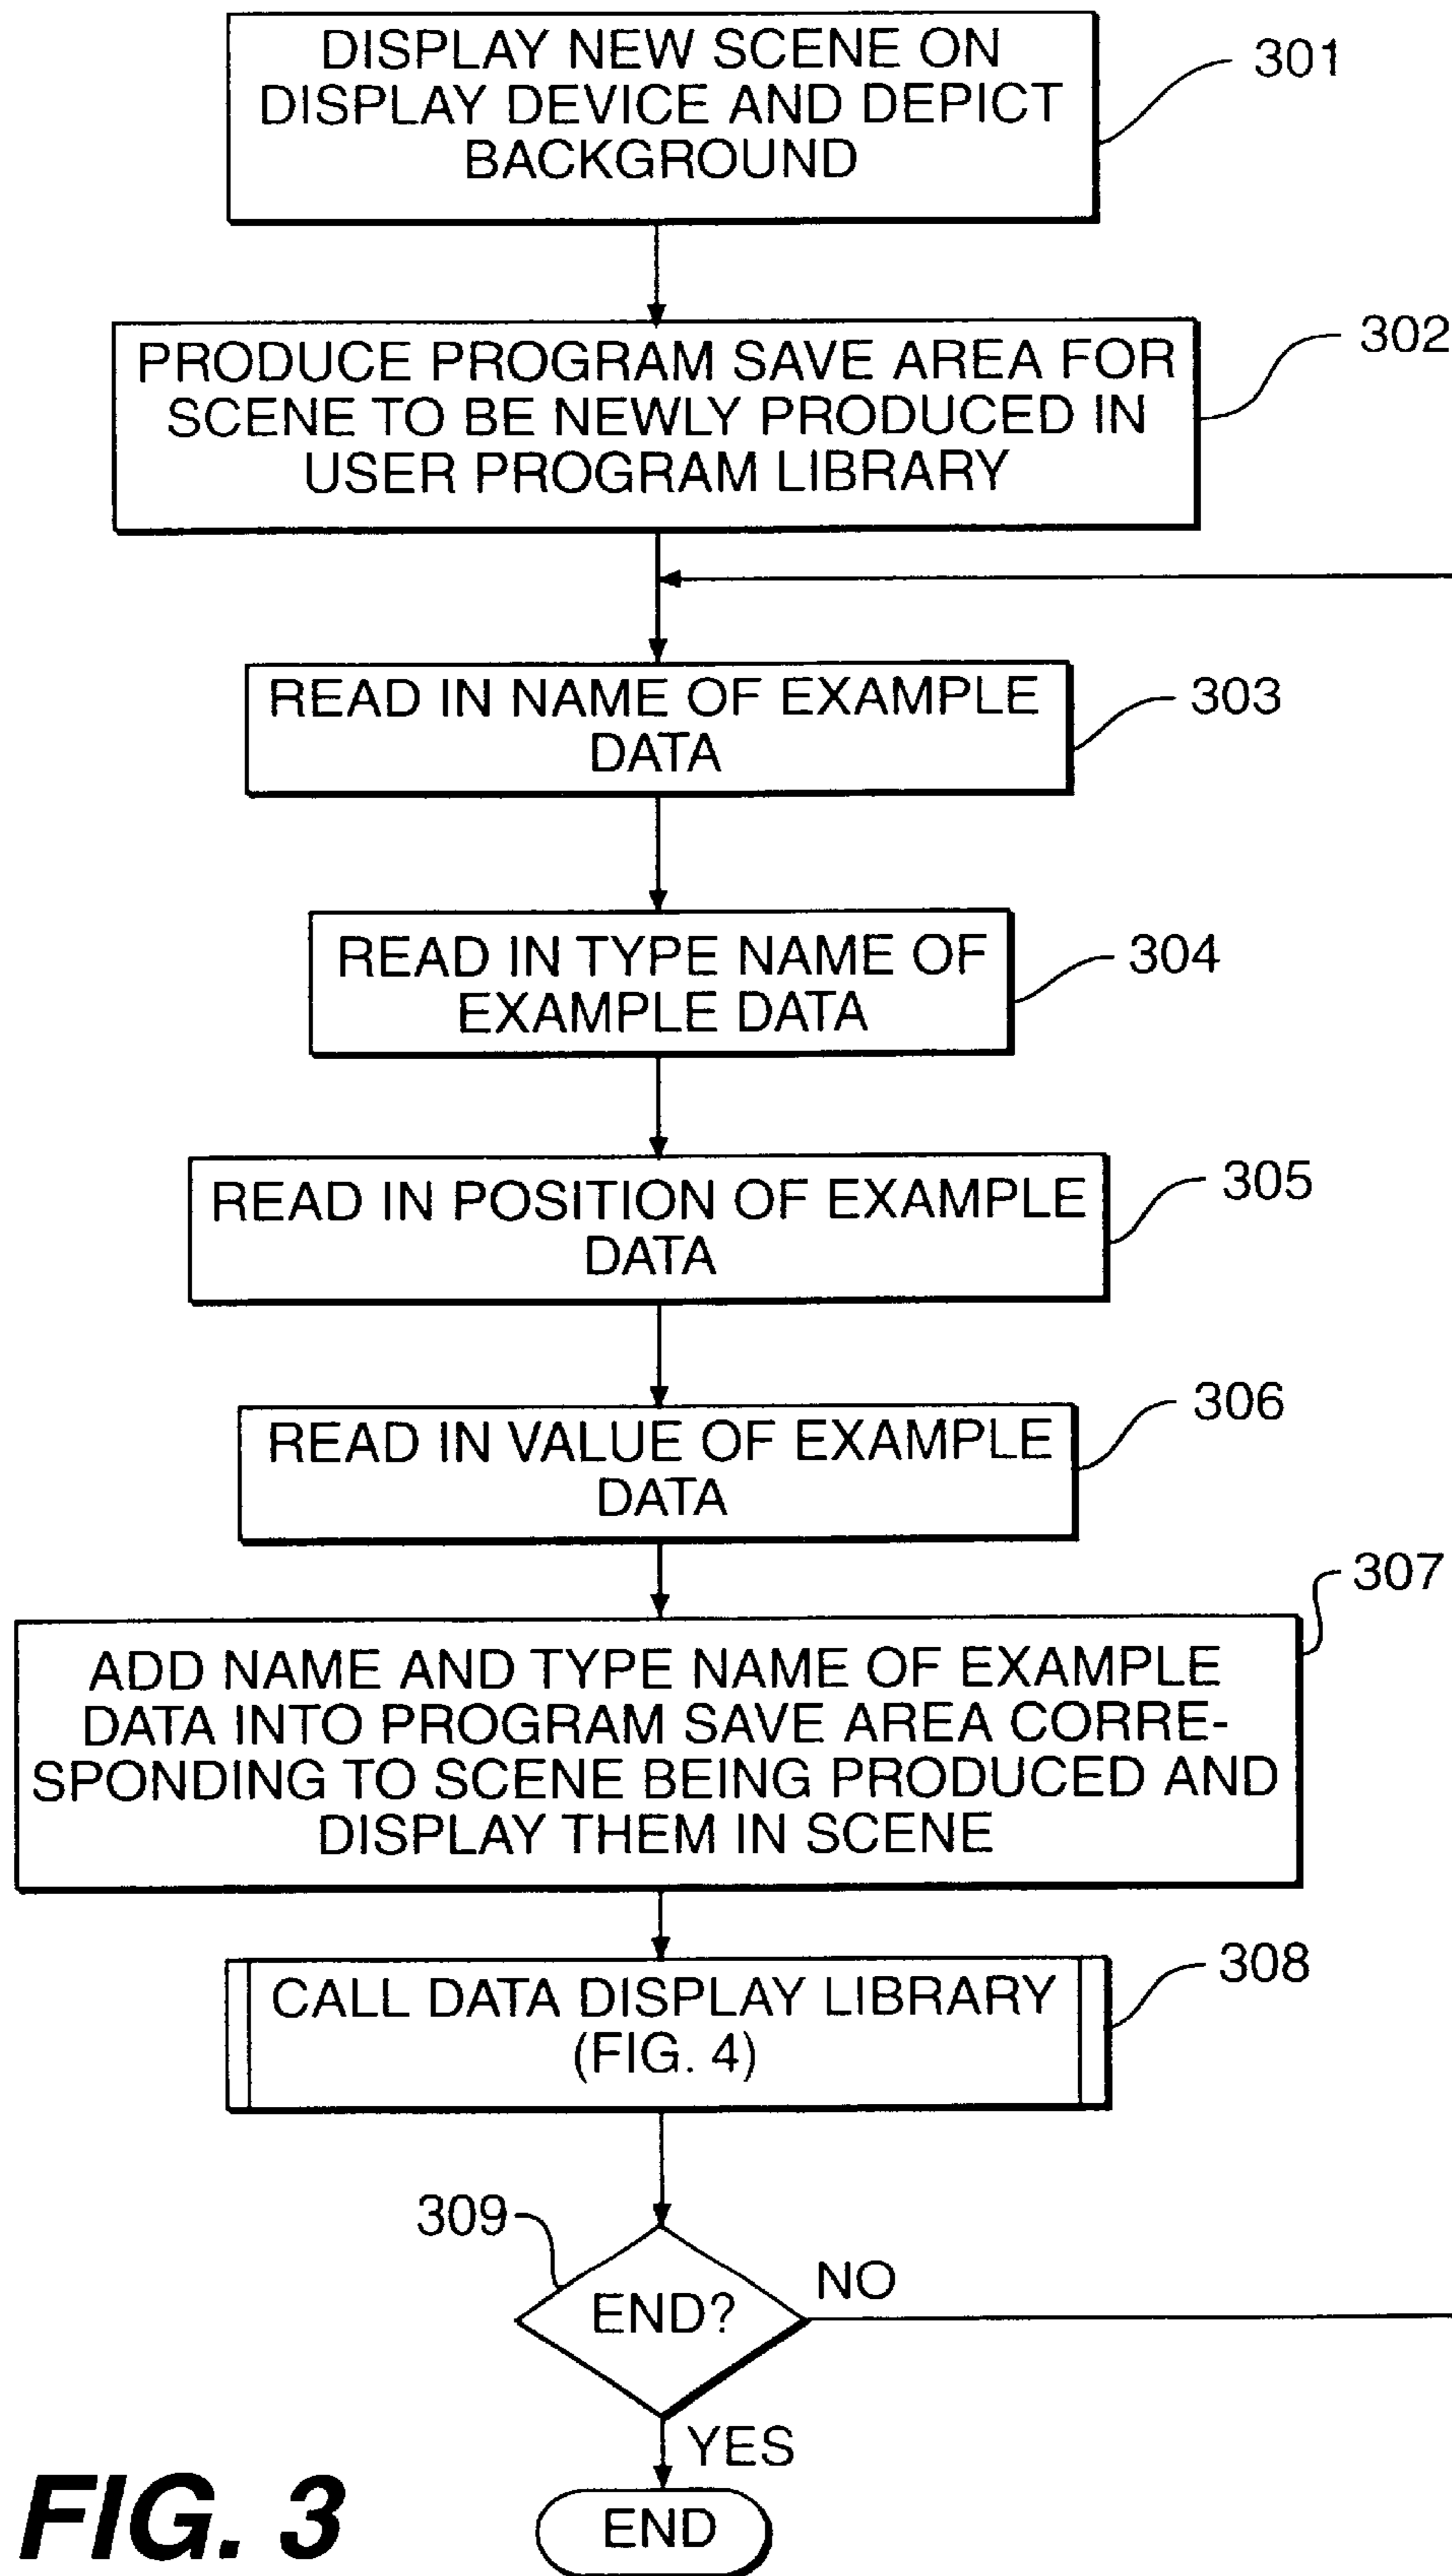 DISPLAY NEW SCENE ON
DISPLAY DEVICE AND DEPICT
BACKGROUND
301
PRODUCE PROGRAM SAVE AREA FOR
SCENE TO BE NEWLY PRODUCED IN
USER PROGRAM LIBRARY
302
READ IN NAME OF EXAMPLE
DATA
303
READ IN TYPE NAME OF
EXAMPLE DATA
304
READ IN POSITION OF EXAMPLE
DATA
305
READ IN VALUE OF EXAMPLE
DATA
306
307
ADD NAME AND TYPE NAME OF EXAMPLE
DATA INTO PROGRAM SAVE AREA CORRE-
SPONDING TO SCENE BEING PRODUCED AND
DISPLAY THEM IN SCENE
CALL DATA DISPLAY LIBRARY
(FIG. 4)
308
309
END?
NO
YES
END
FIG. 3